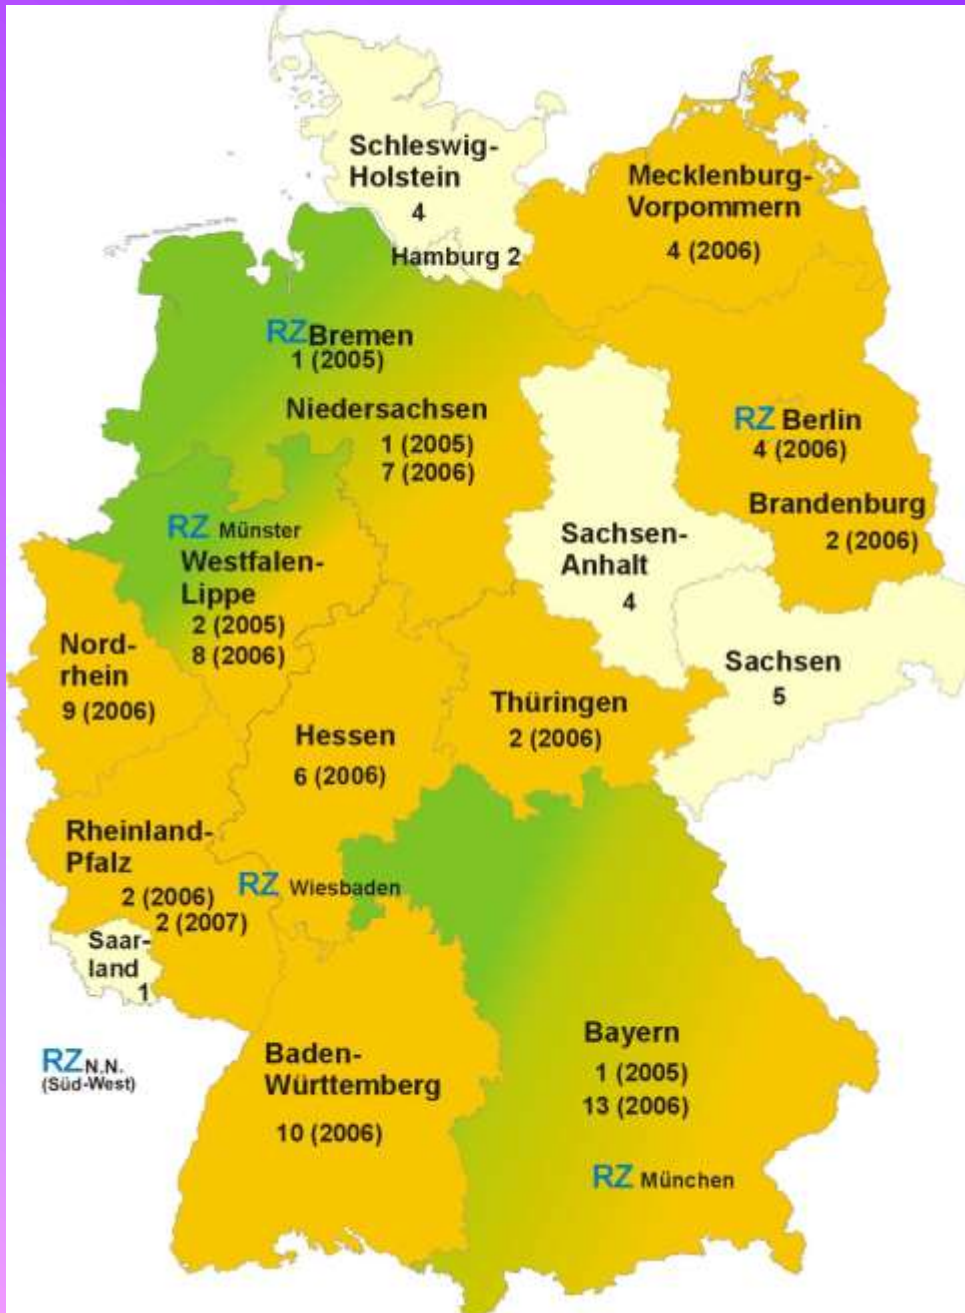 Schleswig-
Holstein
4
Hamburg 2
Mecklenburg-
Vorpommern
4 (2006)
RZ Bremen
1 (2005)
Niedersachsen
1 (2005)
7 (2006)
RZ Berlin
4 (2006)
Brandenburg
2 (2006)
RZ Münster
Westfalen-
Lippe
2 (2005)
8 (2006)
Sachsen-
Anhalt
4
Nord-
rhein
9 (2006)
Sachsen
5
Thüringen
2 (2006)
Hessen
6 (2006)
Rheinland-
Pfalz
2 (2006)
2 (2007)
RZ Wiesbaden
Saar-
land
1
RZ N.N.
(Süd-West)
Baden-
Württemberg
10 (2006)
Bayern
1 (2005)
13 (2006)
RZ München